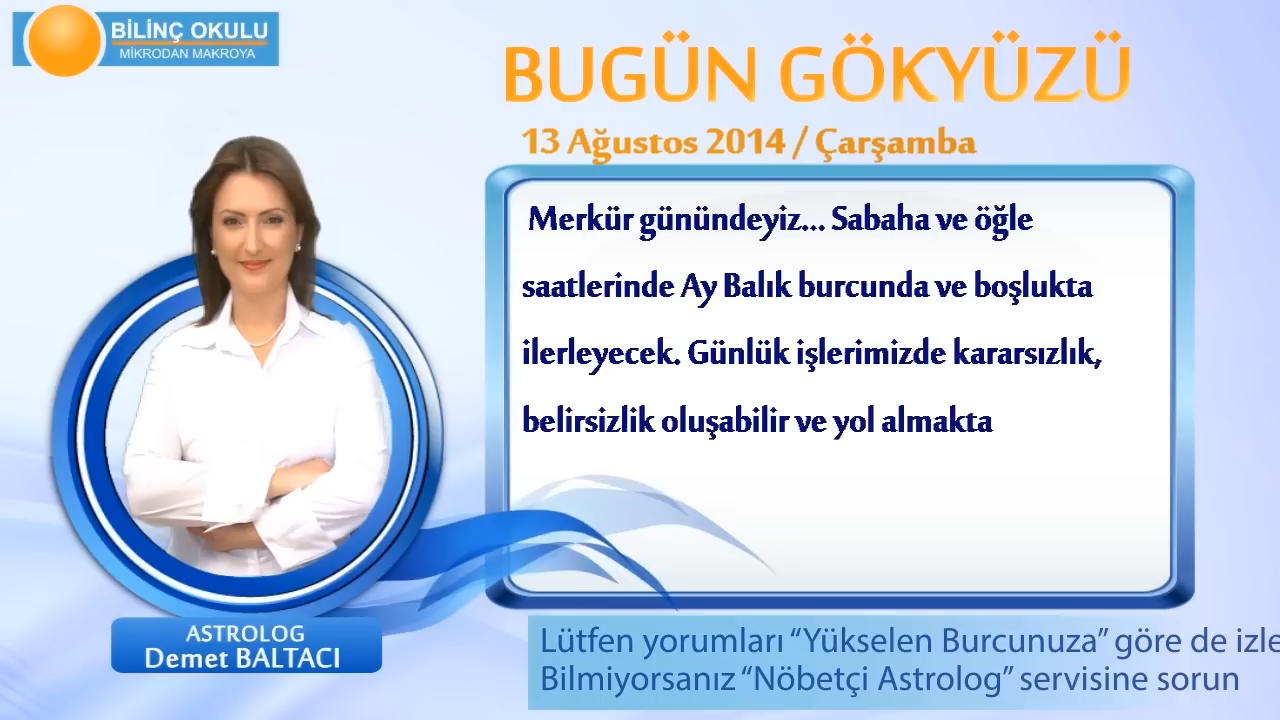 BİLİNÇ OKULU
MİKRODAN MAKROYA
BUGÜN GÖKYÜZÜ
13 Ağustos 2014 / Çarşamba
Merkür günündeyiz... Sabaha ve öğle
saatlerinde Ay Balık burcunda ve boşlukta
ilerleyecek. Günlük işlerimizde kararsızlık,
belirsizlik oluşabilir ve yol almakta
ASTROLOG
Demet BALTACI
Lütfen yorumları “Yükselen Burcunuza” göre de izle
Bilmiyorsanız “Nöbetçi Astrolog” servisine sorun